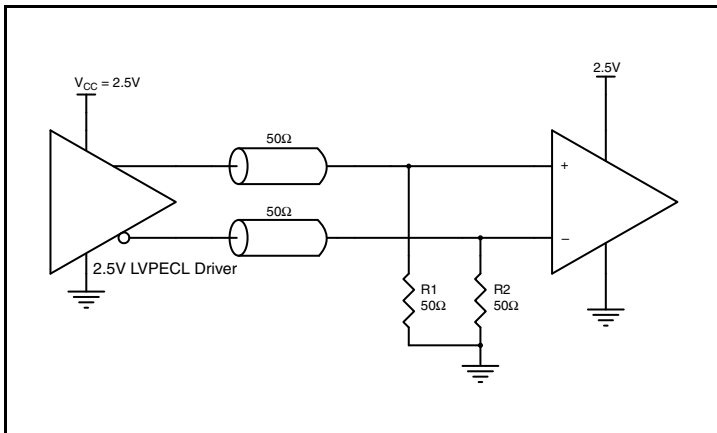 V_CC = 2.5V
2.5V
50Ω
50Ω
+
−
2.5V LVPECL Driver
R1
50Ω
R2
50Ω